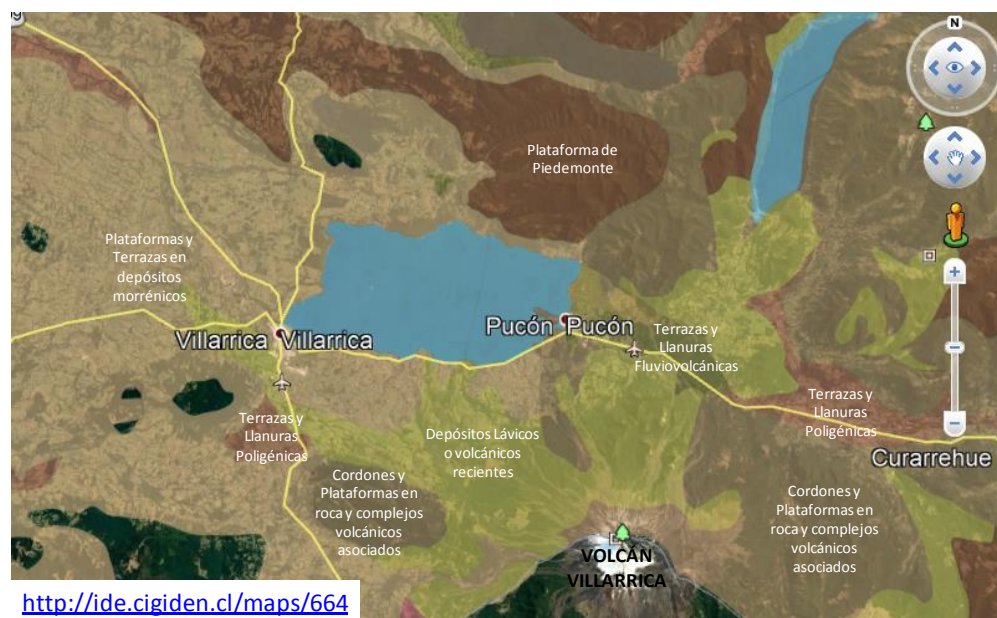 g
N
Plataforma de
Piedemonte
Plataformas y
Terrazas en
depósitos
morrénicos
Villarrica Villarrica
Pucón Pucón
Terrazas y
Llanuras
Fluviovolcánicas
Terrazas y
Llanuras
Poligénicas
Terrazas y
Llanuras
Poligénicas
Curarrehue
Depósitos Lávicos
o volcánicos
recientes
Cordones y
Plataformas en
roca y complejos
volcánicos
asociados
Cordones y
Plataformas en
roca y complejos
volcánicos
asociados
VOLCÁN
VILLARRICA
http://ide.cigiden.cl/maps/664